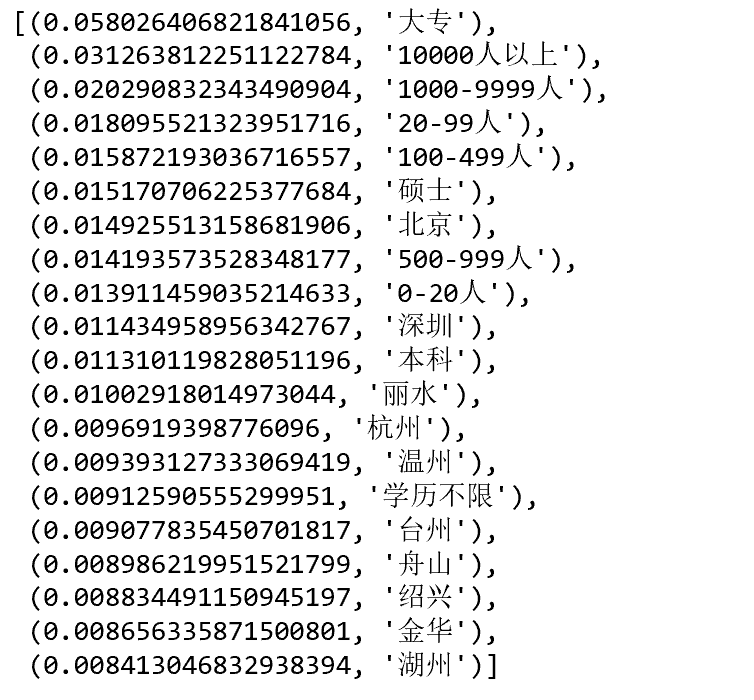 [(0.058026406821841056, '大专'),
(0.031263812251122784, '10000人以上'),
(0.020290832343490904, '1000-9999人'),
(0.018095521323951716, '20-99人'),
(0.015872193036716557, '100-499人'),
(0.015170706225377684, '硕士'),
(0.014925513158681906, '北京'),
(0.014193573528348177, '500-999人'),
(0.013911459035214633, '0-20人'),
(0.011434958956342767, '深圳'),
(0.011310119828051196, '本科'),
(0.01002918014973044, '丽水'),
(0.0096919398776096, '杭州'),
(0.009393127333069419, '温州'),
(0.00912590555299951, '学历不限'),
(0.009077835450701817, '台州'),
(0.008986219951521799, '舟山'),
(0.008834491150945197, '绍兴'),
(0.008656335871500801, '金华'),
(0.008413046832938394, '湖州')]